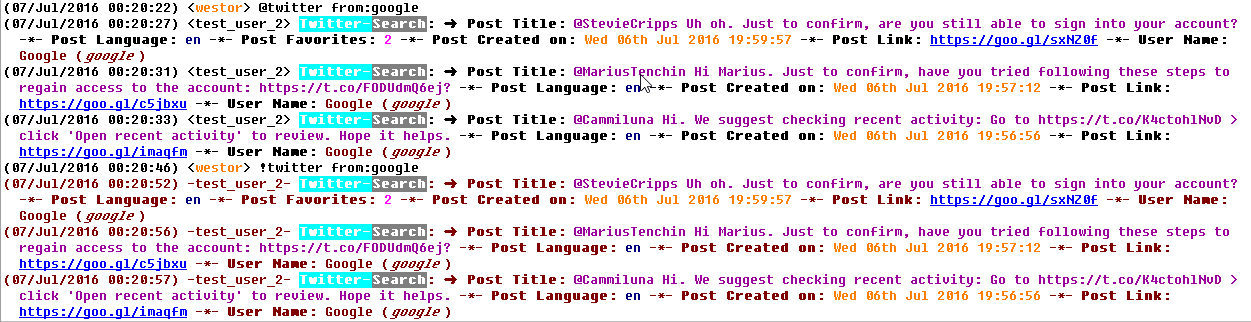 (07/Jul/2016 00:20:22) <westor> @twitter from:google
(07/Jul/2016 00:20:27) <test_user_2> Twitter-Search: ➜ Post Title: @StevieCripps Uh oh. Just to confirm, are you still able to sign into your account?
-*- Post Language: en -*- Post Favorites: 2 -*- Post Created on: Wed 06th Jul 2016 19:59:57 -*- Post Link: https://goo.gl/sxNZ0f -*- User Name:
Google (google)
(07/Jul/2016 00:20:31) <test_user_2> Twitter-Search: ➜ Post Title: @MariusTenchin Hi Marius. Just to confirm, have you tried following these steps to
regain access to the account: https://t.co/FODUdmQ6ej? -*- Post Language: en -*- Post Created on: Wed 06th Jul 2016 19:57:12 -*- Post Link:
https://goo.gl/c5jbxu -*- User Name: Google (google)
(07/Jul/2016 00:20:33) <test_user_2> Twitter-Search: ➜ Post Title: @Cammiluna Hi. We suggest checking recent activity: Go to https://t.co/K4ctohlNvD >
click 'Open recent activity' to review. Hope it helps. -*- Post Language: en -*- Post Created on: Wed 06th Jul 2016 19:56:56 -*- Post Link:
https://goo.gl/imaqfm -*- User Name: Google (google)
(07/Jul/2016 00:20:46) <westor> !twitter from:google
(07/Jul/2016 00:20:52) -test_user_2- Twitter-Search: ➜ Post Title: @StevieCripps Uh oh. Just to confirm, are you still able to sign into your account?
-*- Post Language: en -*- Post Favorites: 2 -*- Post Created on: Wed 06th Jul 2016 19:59:57 -*- Post Link: https://goo.gl/sxNZ0f -*- User Name:
Google (google)
(07/Jul/2016 00:20:56) -test_user_2- Twitter-Search: ➜ Post Title: @MariusTenchin Hi Marius. Just to confirm, have you tried following these steps to
regain access to the account: https://t.co/FODUdmQ6ej? -*- Post Language: en -*- Post Created on: Wed 06th Jul 2016 19:57:12 -*- Post Link:
https://goo.gl/c5jbxu -*- User Name: Google (google)
(07/Jul/2016 00:20:57) -test_user_2- Twitter-Search: ➜ Post Title: @Cammiluna Hi. We suggest checking recent activity: Go to https://t.co/K4ctohlNvD >
click 'Open recent activity' to review. Hope it helps. -*- Post Language: en -*- Post Created on: Wed 06th Jul 2016 19:56:56 -*- Post Link:
https://goo.gl/imaqfm -*- User Name: Google (google)